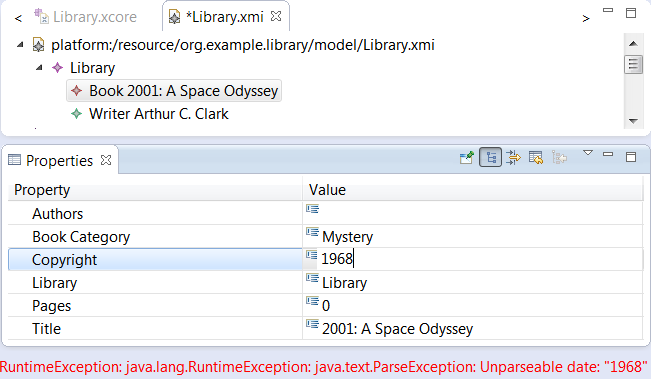 Library.xcore
*Library.xmi
platform:/resource/org.example.library/model/Library.xmi
Library
Book 2001: A Space Odyssey
Writer Arthur C. Clark
Properties
Property Value
Authors
Book Category Mystery
Copyright 1968
Library Library
Pages 0
Title 2001: A Space Odyssey
RuntimeException: java.lang.RuntimeException: java.text.ParseException: Unparseable date: "1968"